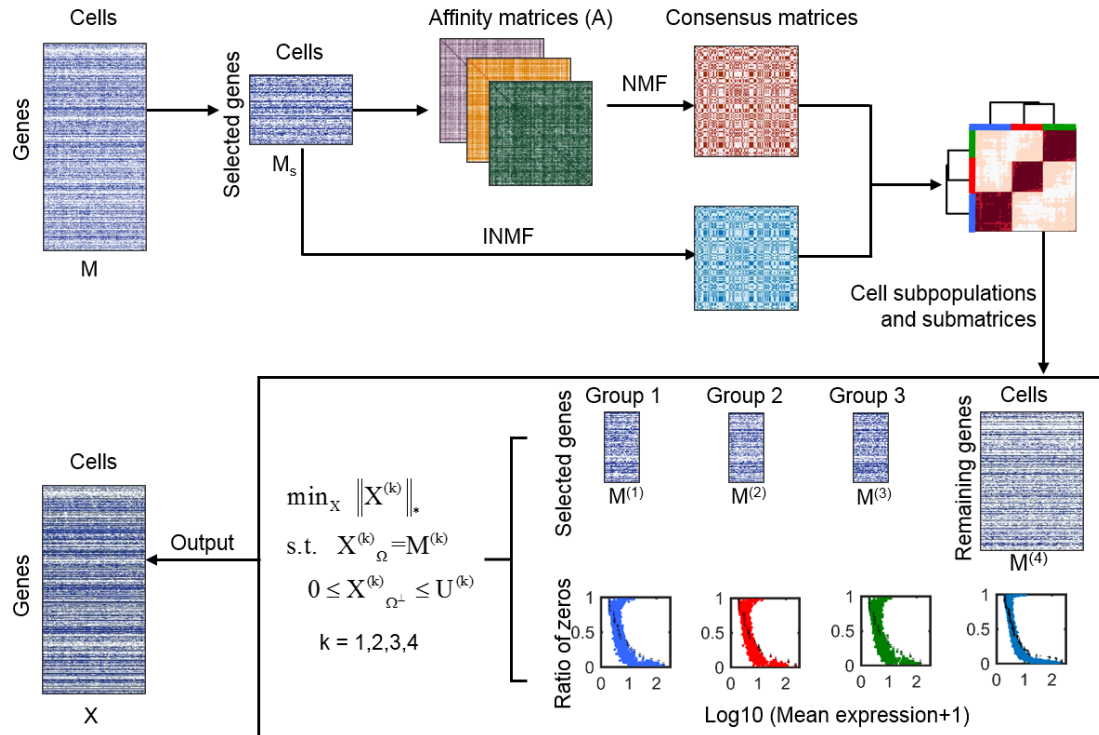 Cells
Genes
M
Cells
Selected genes
Mₛ
Affinity matrices (A)
Consensus matrices
NMF
INMF
Cell subpopulations
and submatrices
Cells
Genes
X
Output
minₓ ‖X⁽ᵏ⁾‖*
s.t. X⁽ᵏ⁾_Ω=M⁽ᵏ⁾
0 ≤ X⁽ᵏ⁾_Ω⊥ ≤ U⁽ᵏ⁾
k = 1,2,3,4
Group 1
Group 2
Group 3
Cells
Selected genes
Remaining genes
M⁽¹⁾
M⁽²⁾
M⁽³⁾
M⁽⁴⁾
Ratio of zeros
1
0.5
0
0 1 2
1
0.5
0
0 1 2
1
0.5
0
0 1 2
1
0.5
0
0 1 2
Log10 (Mean expression+1)